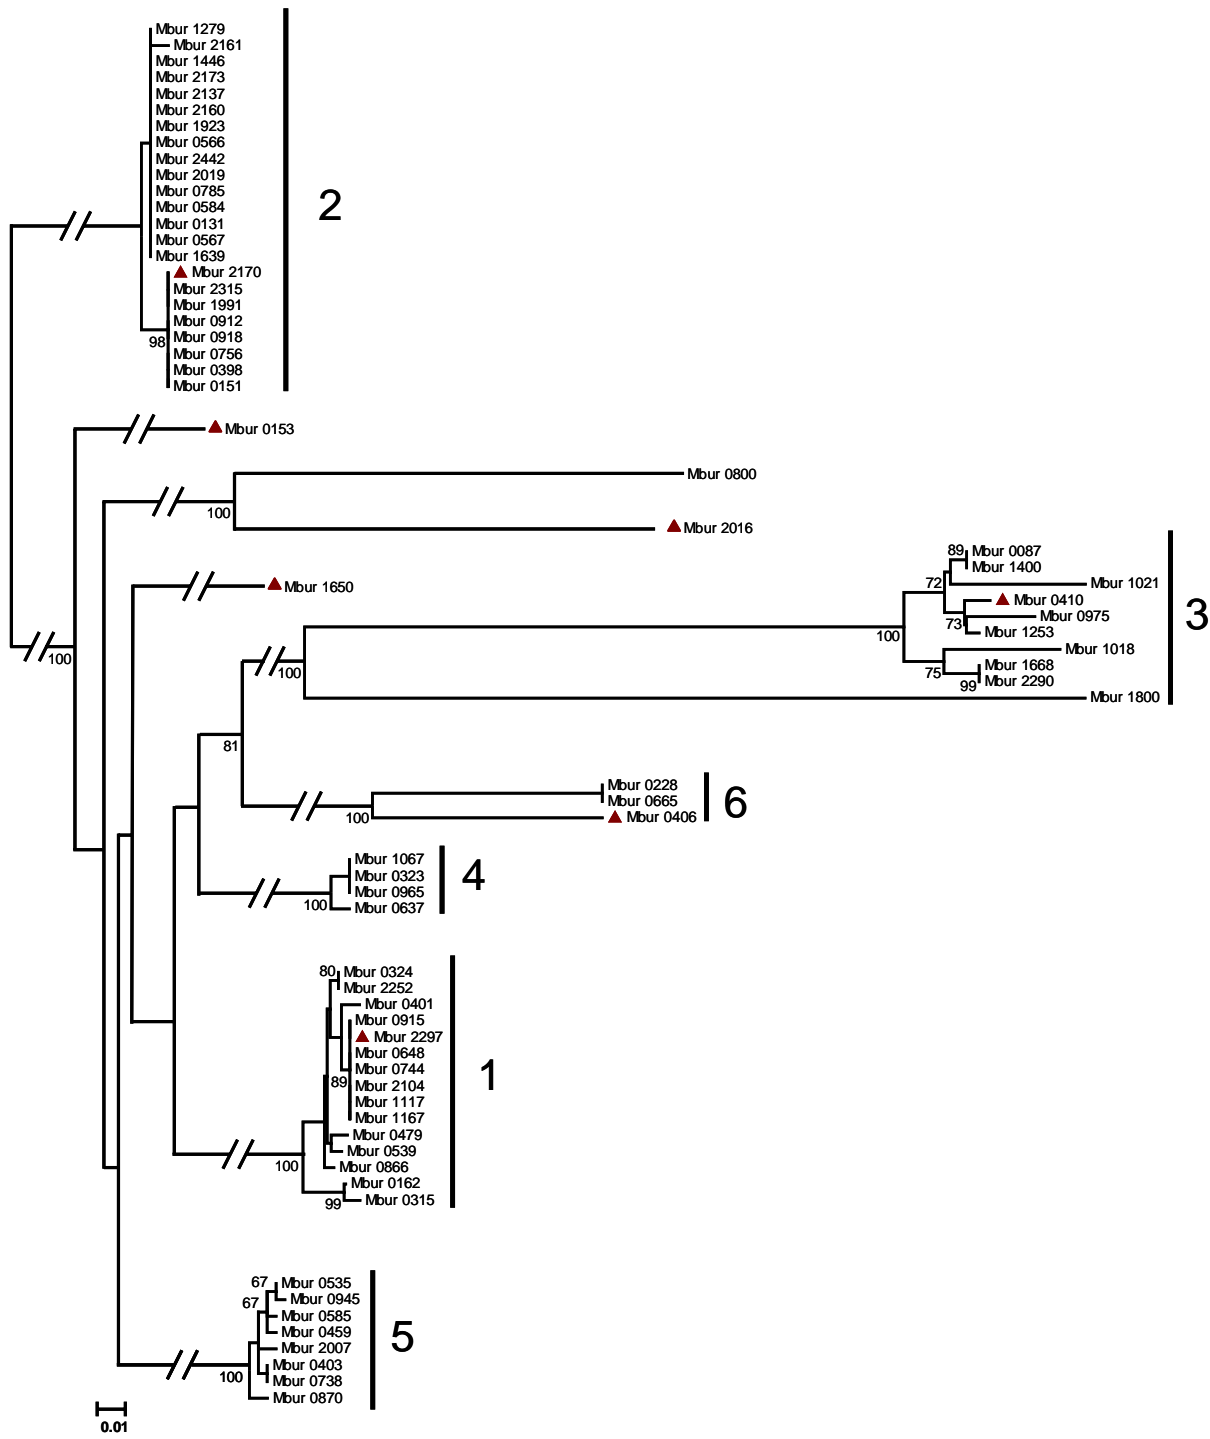 Mbur 1279
Mbur 2161
Mbur 1446
Mbur 2173
Mbur 2137
Mbur 2160
Mbur 1923
Mbur 0566
Mbur 2442
Mbur 2019
Mbur 0785
2
Mbur 0584
Mbur 0131
Mbur 0567
Mbur 1639
Mbur 2170
Mbur 2315
Mbur 1991
Mbur 0912
Mbur 0918
98
Mbur 0756
Mbur 0398
Mbur 0151
Mbur 0153
Mbur 0800
100
Mbur 2016
89
Mbur 0087
Mbur 1400
72
Mbur 1021
Mbur 1650
Mbur 0410
3
Mbur 0975
73
Mbur 1253
100
Mbur 1018
100
Mbur 1668
100
75
Mbur 2290
99
Mbur 1800
81
Mbur 0228
Mbur 0665
6
Mbur 0406
100
Mbur 1067
Mbur 0323
4
Mbur 0965
100
Mbur 0637
80
Mbur 0324
Mbur 2252
Mbur 0401
Mbur 0915
Mbur 2297
Mbur 0648
Mbur 0744
1
89
Mbur 2104
Mbur 1117
Mbur 1167
Mbur 0479
Mbur 0539
100
Mbur 0866
Mbur 0162
Mbur 0315
99
67
Mbur 0535
Mbur 0945
67
Mbur 0585
Mbur 0459
5
Mbur 2007
Mbur 0403
100
Mbur 0738
Mbur 0870
0.01